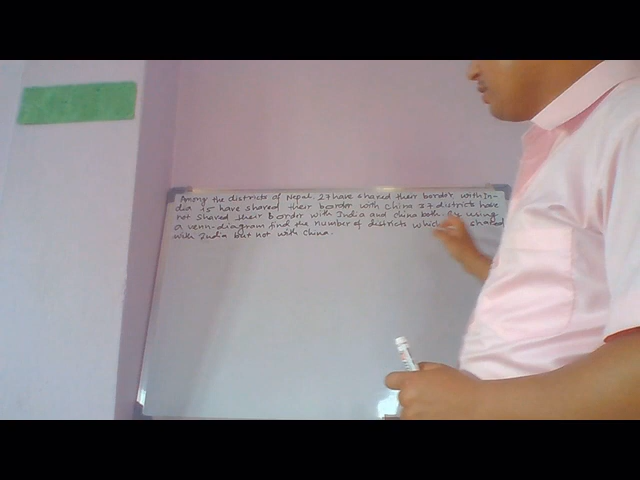 Among the districts of Nepal, 27 have shared their border with In-
dia 15 have shared their border with China 37 districts have
not shared their Border with India and China both. By using
a venn-diagram find the number of districts which shared
with India but not with China.